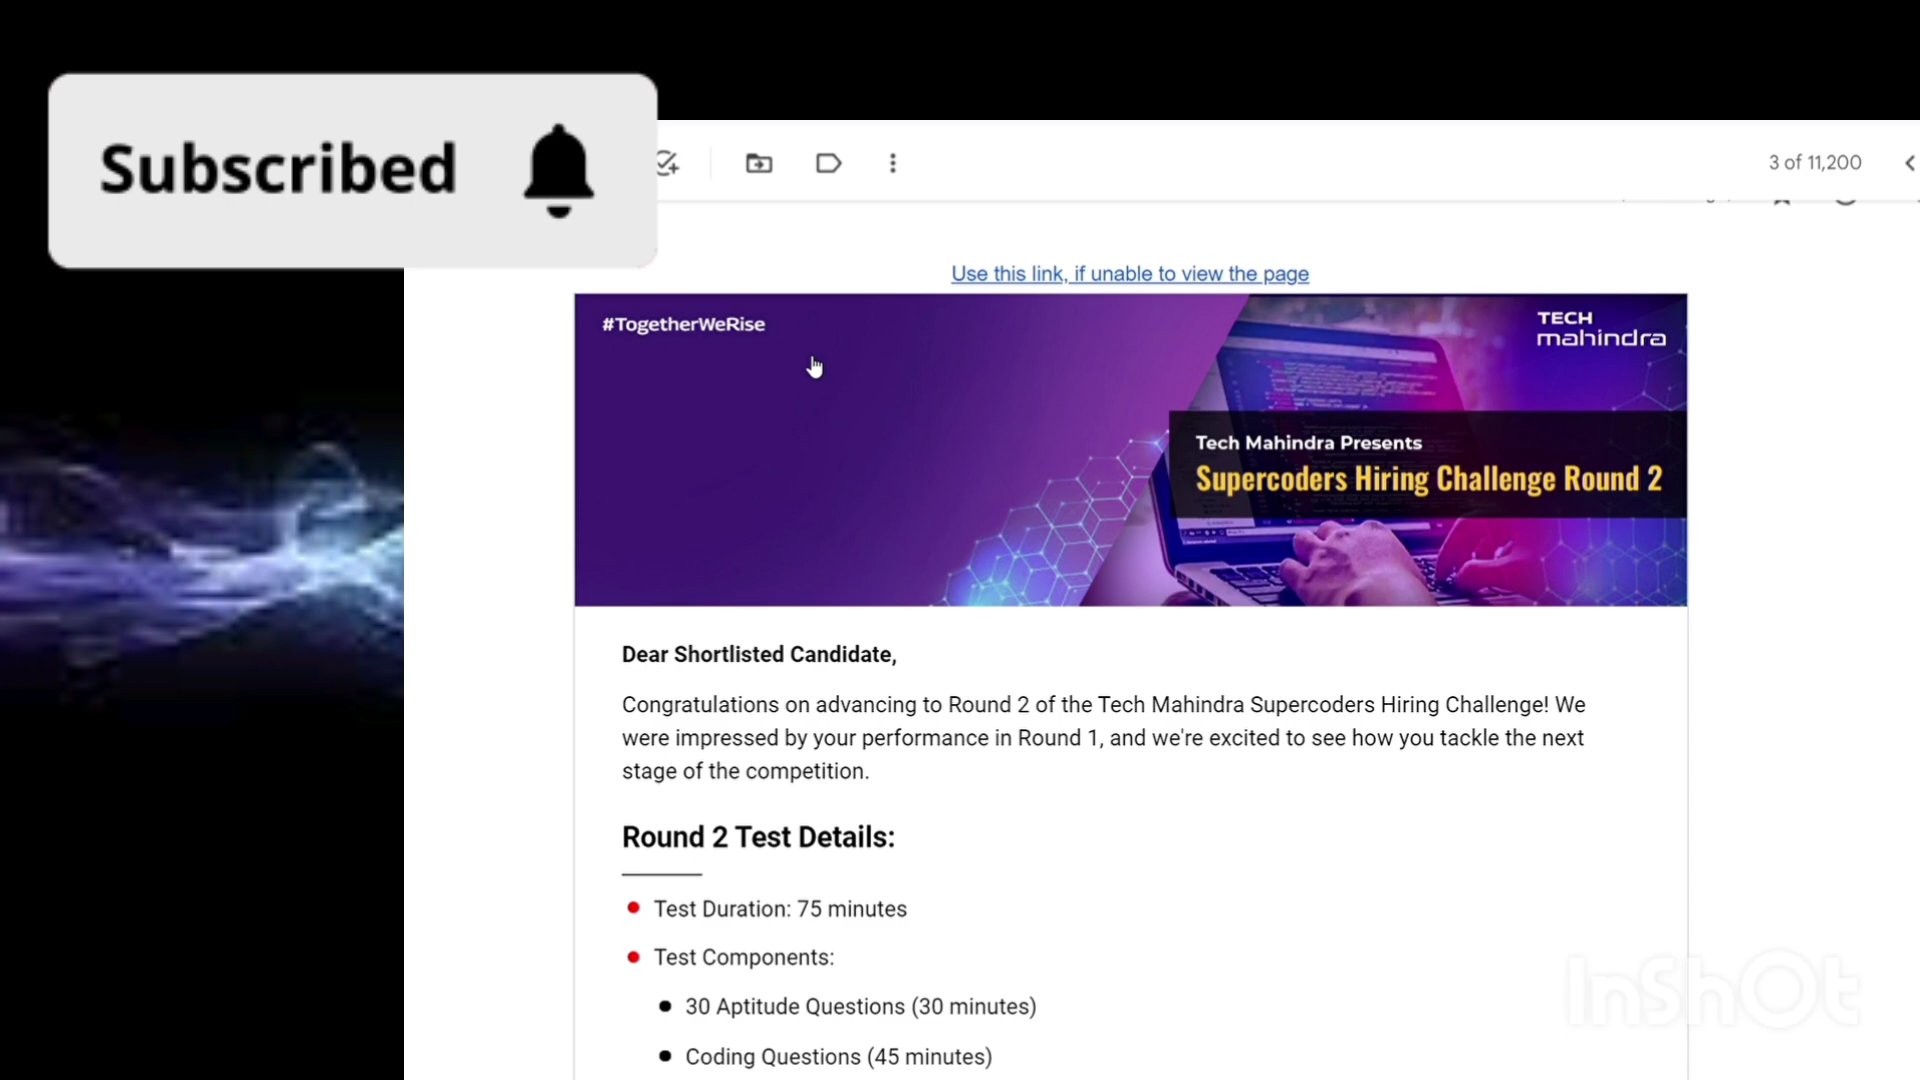 Subscribed
3 of 11,200
Use this link, if unable to view the page
#TogetherWeRise
TECH
mahindra
Tech Mahindra Presents
Supercoders Hiring Challenge Round 2
Dear Shortlisted Candidate,
Congratulations on advancing to Round 2 of the Tech Mahindra Supercoders Hiring Challenge! We
were impressed by your performance in Round 1, and we're excited to see how you tackle the next
stage of the competition.
Round 2 Test Details:
Test Duration: 75 minutes
Test Components:
30 Aptitude Questions (30 minutes)
Coding Questions (45 minutes)
InShOt